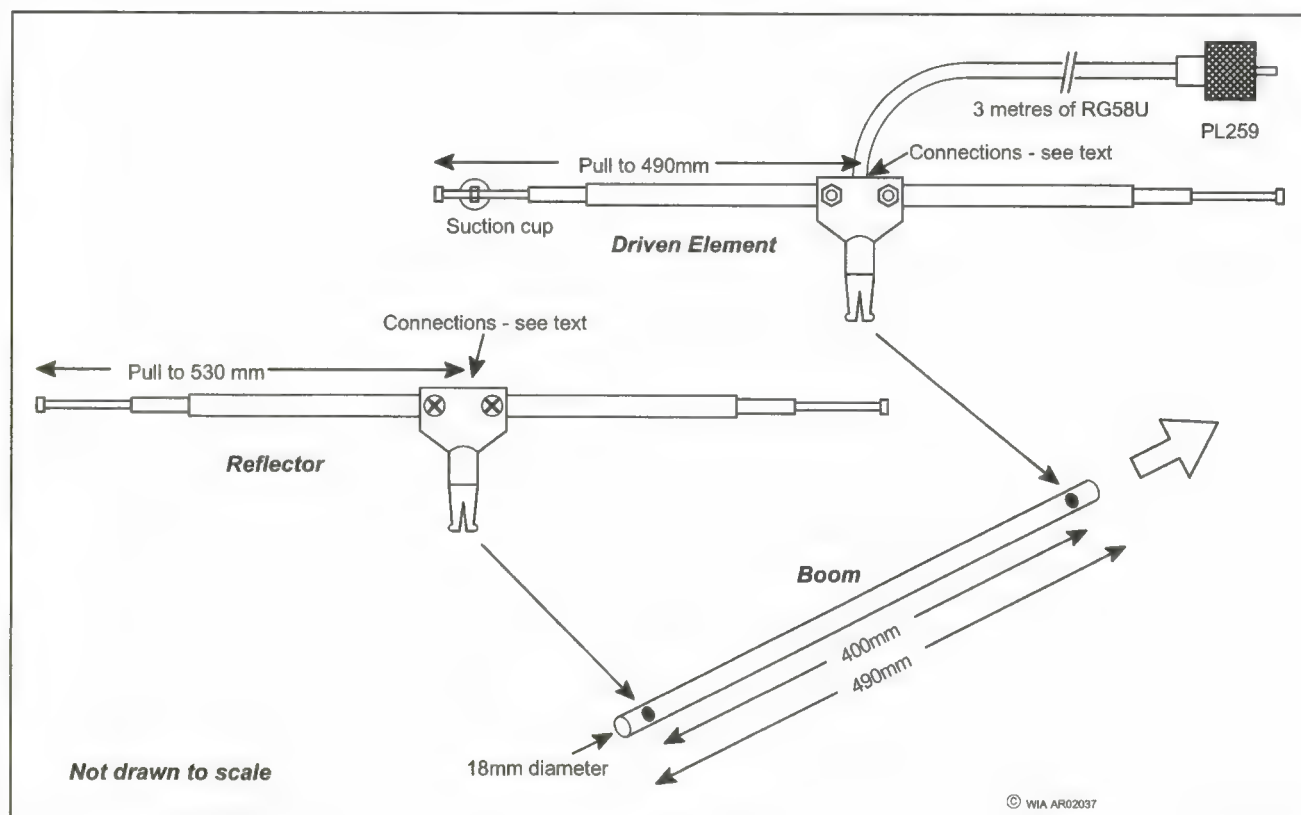 3 metres of RG58U
PL259
Pull to 490mm
Connections - see text
Suction cup
Driven Element
Connections - see text
Pull to 530 mm
Reflector
Boom
400mm
490mm
18mm diameter
Not drawn to scale
© WIA AR02037